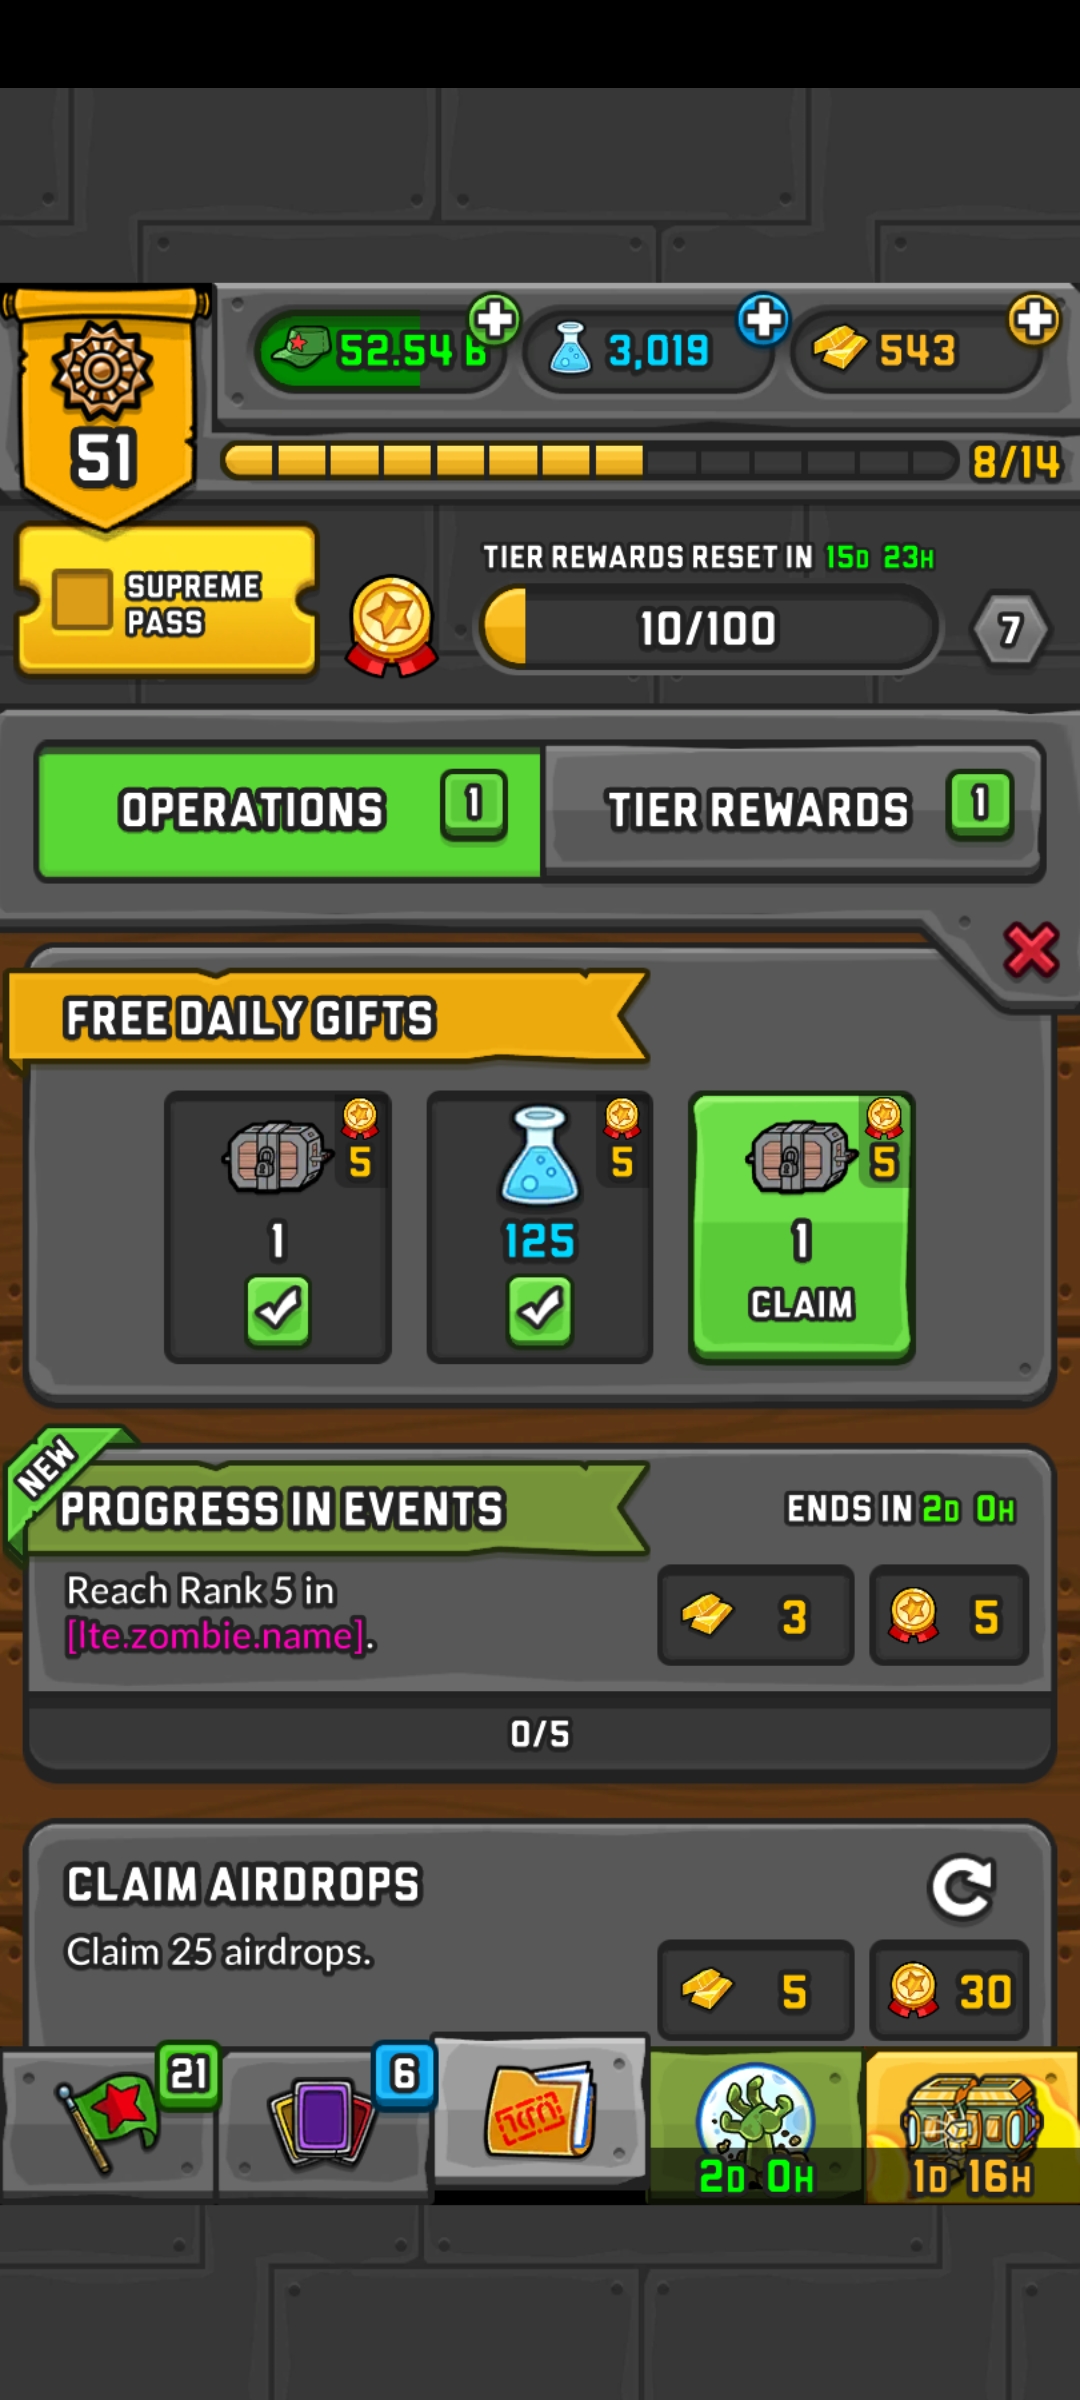 52.54 B
3,019
543
51
8/14
SUPREME
PASS
TIER REWARDS RESET IN 15D 23H
10/100
7
OPERATIONS
1
TIER REWARDS
1
FREE DAILY GIFTS
5
5
5
1
125
1
CLAIM
NEW
PROGRESS IN EVENTS
ENDS IN 2D 0H
Reach Rank 5 in
[lte.zombie.name].
3
5
0/5
CLAIM AIRDROPS
Claim 25 airdrops.
5
30
21
6
2D 0H
1D 16H